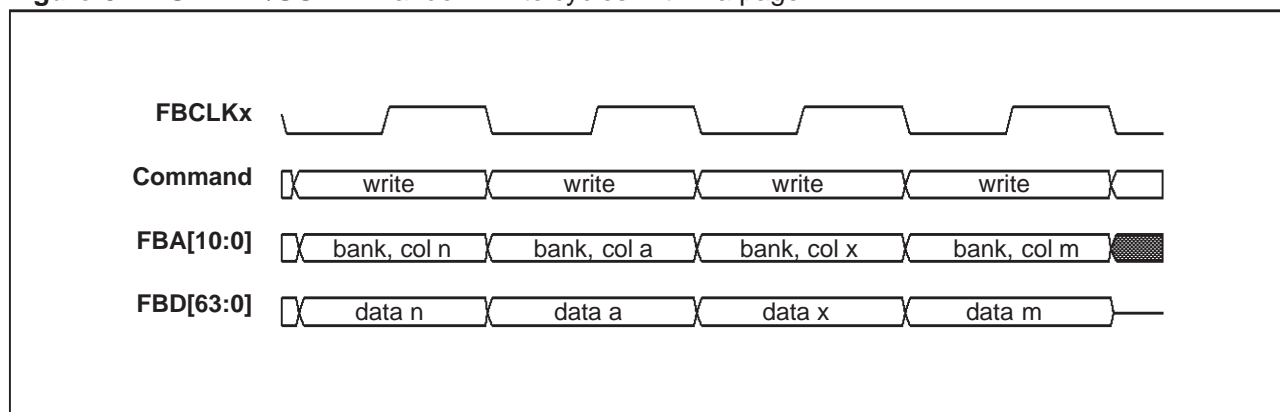 FBCLKx
Command write write write write
FBA[10:0] bank, col n bank, col a bank, col x bank, col m
FBD[63:0] data n data a data x data m